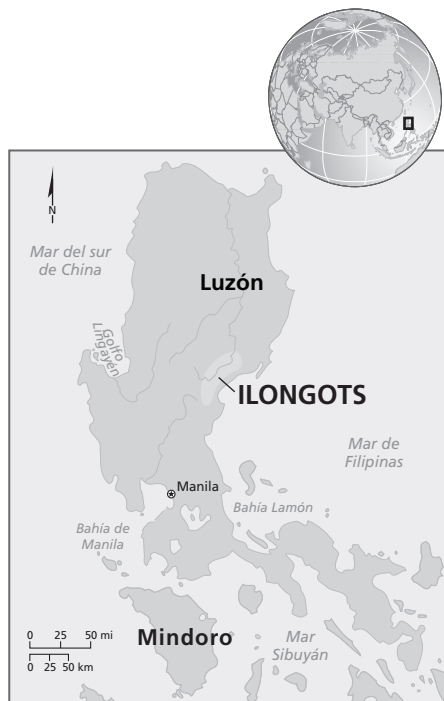 N
Mar del sur
de China
Luzón
Golfo
Lingayén
ILONGOTS
Mar de
Filipinas
Manila
Bahía Lamón
Bahía de
Manila
0 25 50 mi
0 25 50 km
Mindoro
Mar
Sibuyán